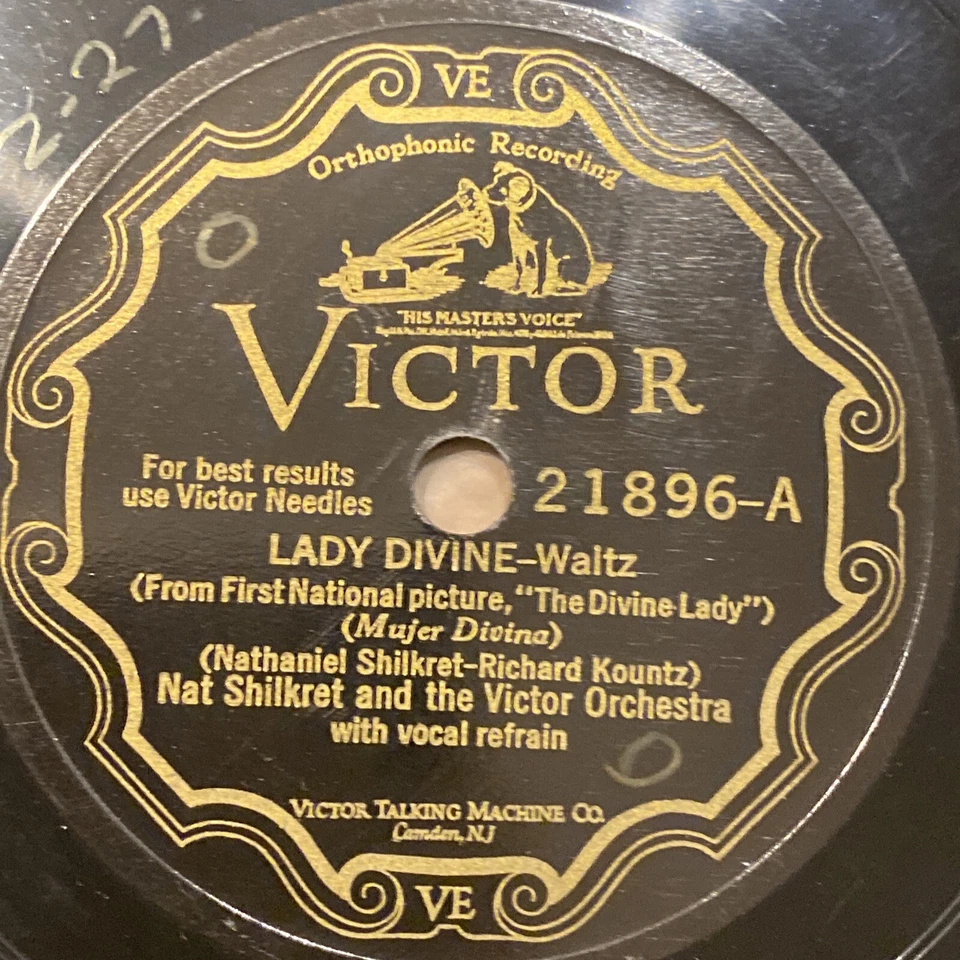 2-27.
VE
Orthophonic Recording
"HIS MASTER'S VOICE"
VICTOR
For best results
use Victor Needles
21896-A
LADY DIVINE-Waltz
(From First National picture, "The Divine Lady")
(Mujer Divina)
(Nathaniel Shilkret-Richard Kountz)
Nat Shilkret and the Victor Orchestra
with vocal refrain
VICTOR TALKING MACHINE CO.
Camden, NJ
VE